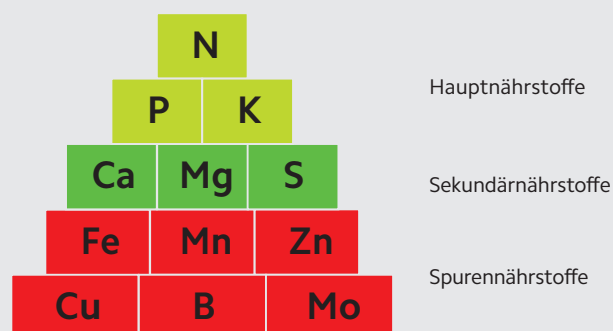 N
Hauptnährstoffe
P K
Ca Mg S
Sekundärnährstoffe
Fe Mn Zn
Spurennährstoffe
Cu B Mo